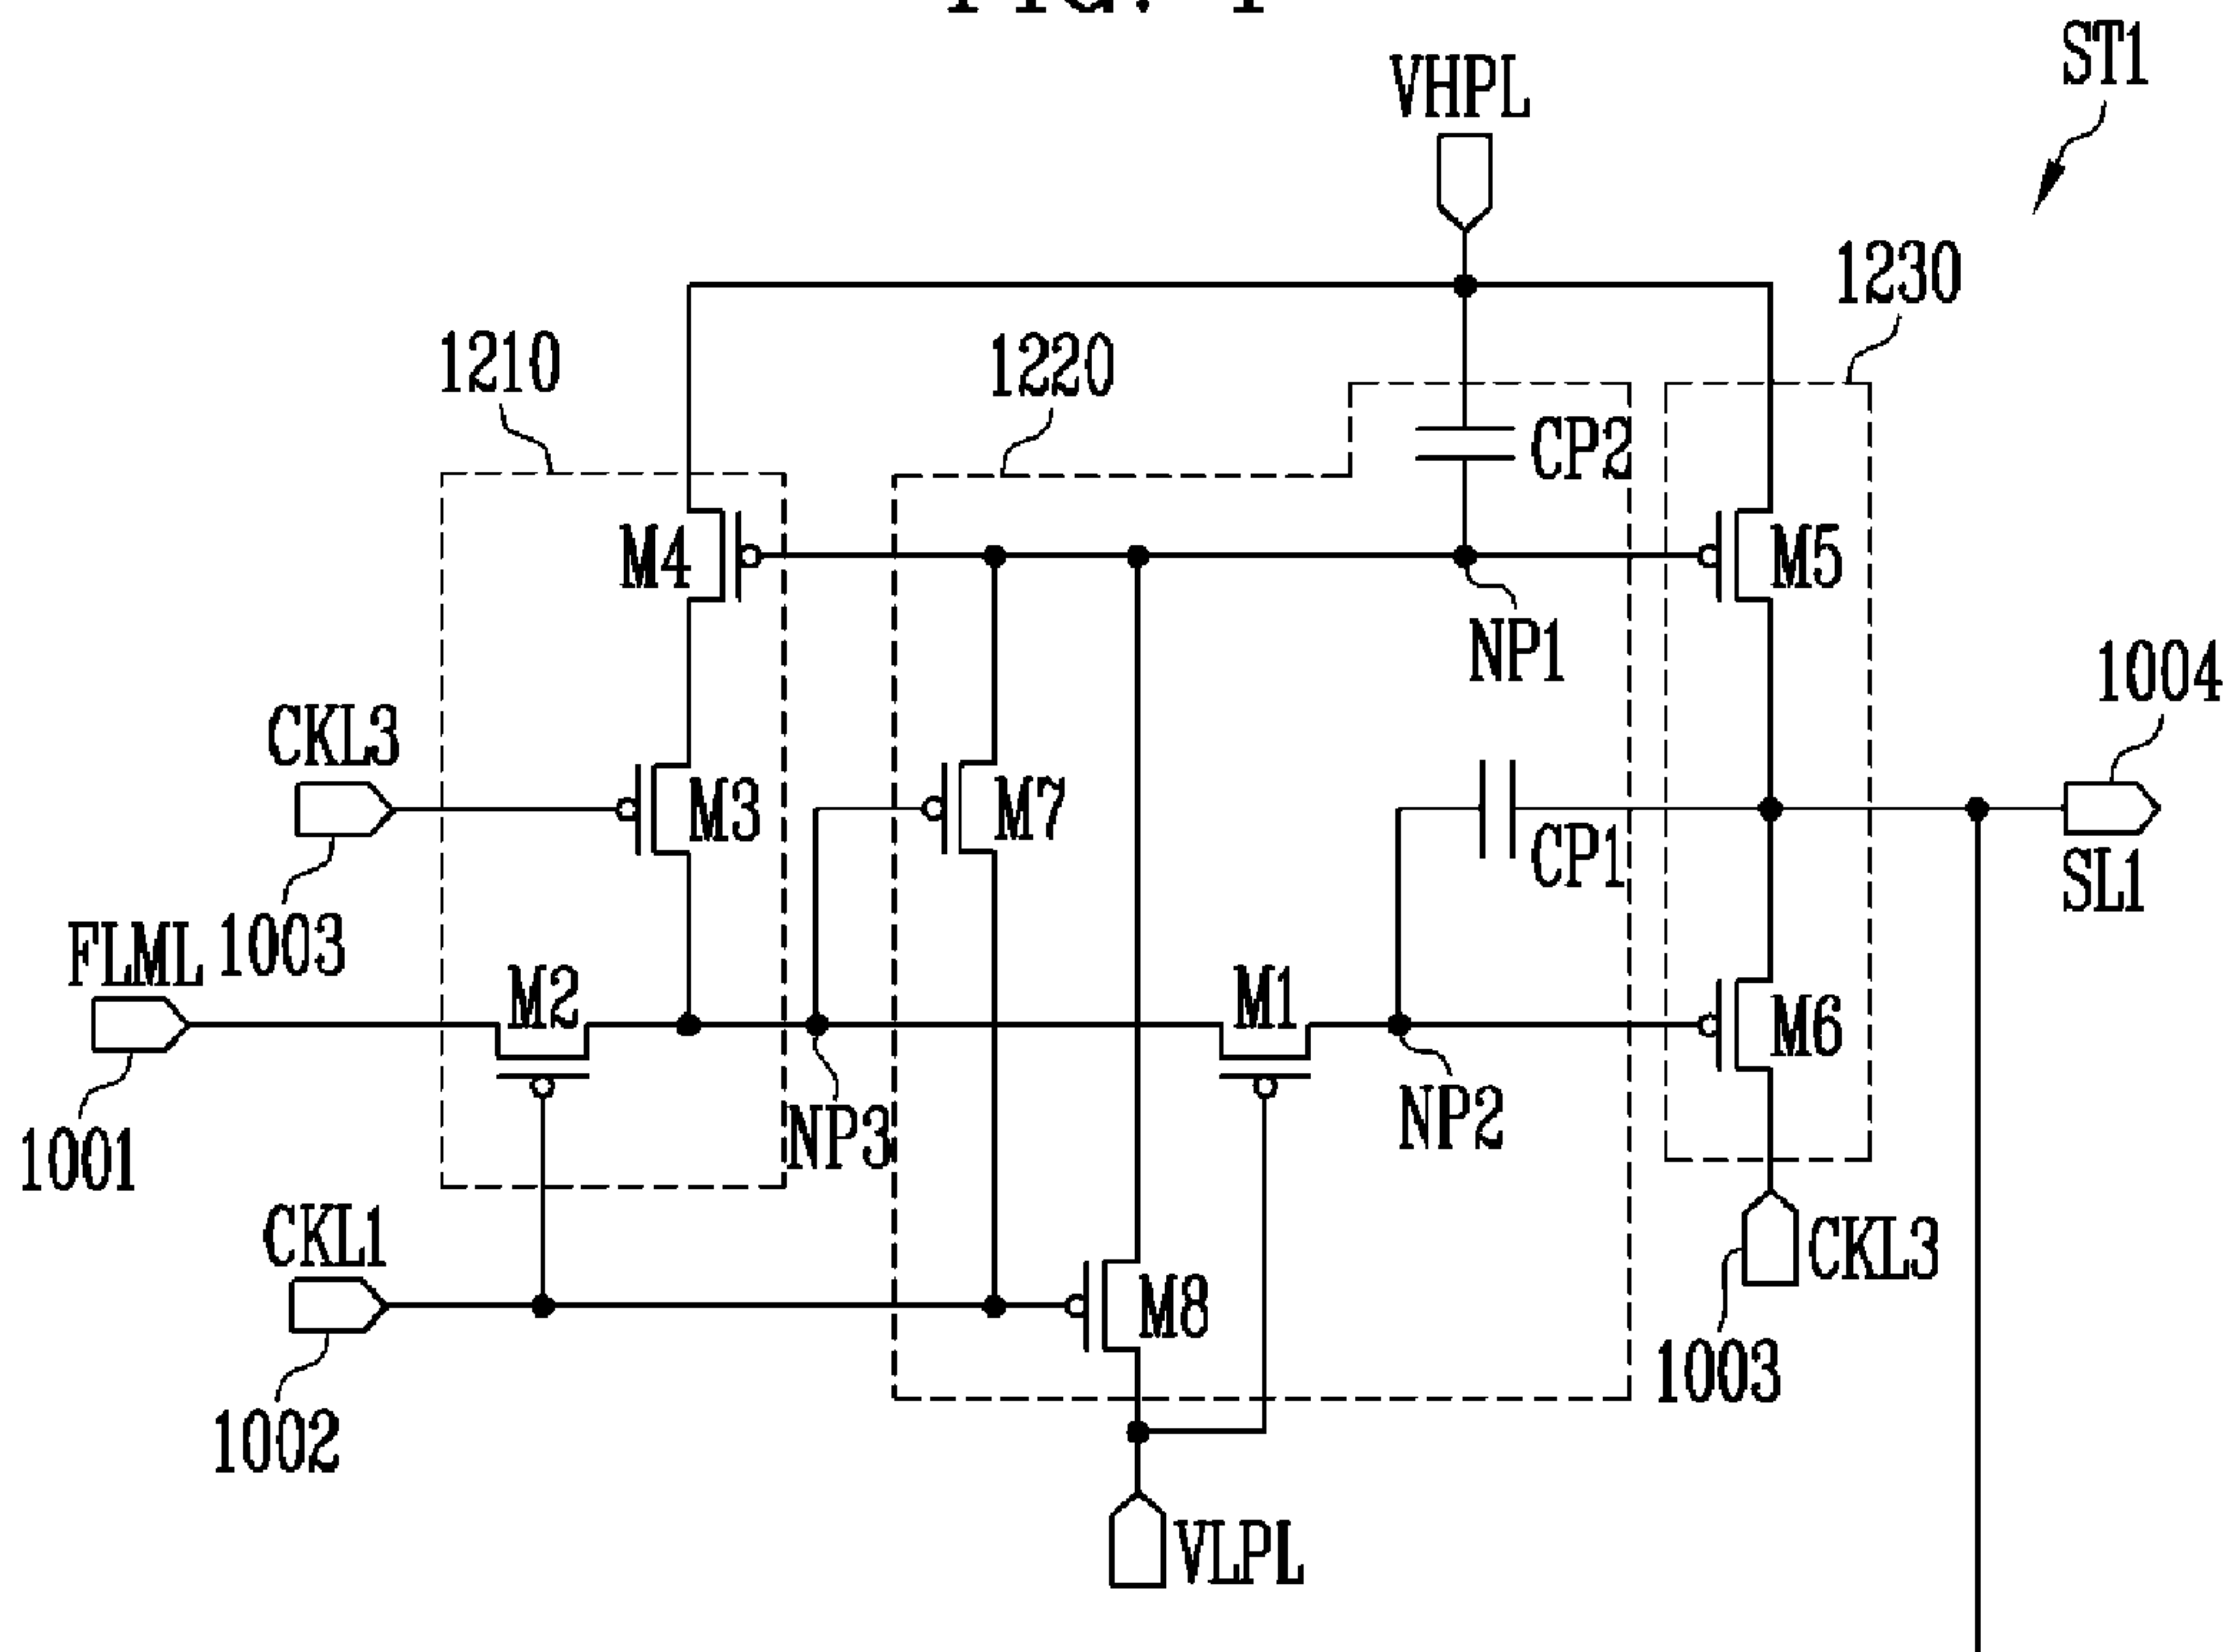 ST1
VHPL
1230
1210
1220
CP2
M4
M5
NP1
1004
CKL3
M3
M7
CP1
SL1
1003
FLML
M2
M1
M6
NP3
NP2
1001
CKL1
M8
CKL3
1003
1002
VLPL